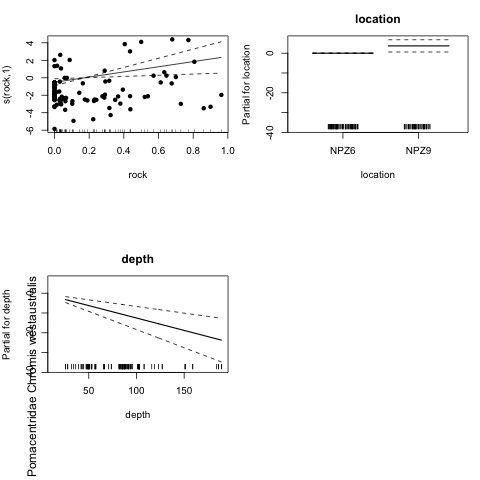 s(rock,1)
4
2
0
-2
-4
-6
0.0 0.2 0.4 0.6 0.8 1.0
rock
location
Partial for location
0
-20
-40
NPZ6 NPZ9
location
depth
Partial for depth
50 100 150
depth
Pomacentridae Chromis westaustralis